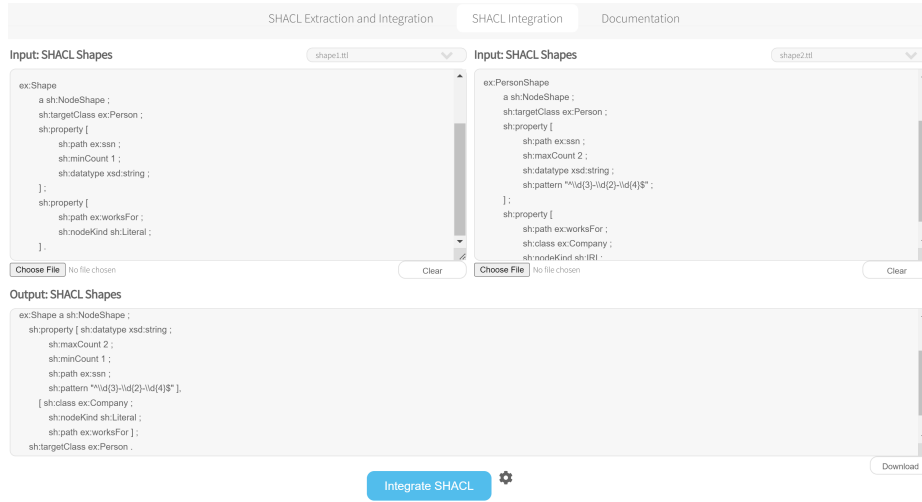 SHACL Extraction and Integration
SHACL Integration
Documentation
Input: SHACL Shapes
shape1.ttl
ex:Shape
a sh:NodeShape ;
sh:targetClass ex:Person ;
sh:property [
sh:path ex:ssn ;
sh:minCount 1 ;
sh:datatype xsd:string ;
] ;
sh:property [
sh:path ex:worksFor ;
sh:nodeKind sh:Literal ;
] .
Choose File No file chosen
Clear
Input: SHACL Shapes
shape2.ttl
ex:PersonShape
a sh:NodeShape ;
sh:targetClass ex:Person ;
sh:property [
sh:path ex:ssn ;
sh:maxCount 2 ;
sh:datatype xsd:string ;
sh:pattern "^\\d{3}-\\d{2}-\\d{4}$" ;
] ;
sh:property [
sh:path ex:worksFor ;
sh:class ex:Company ;
sh:nodeKind sh:IRI ;
Choose File No file chosen
Clear
Output: SHACL Shapes
ex:Shape a sh:NodeShape ;
sh:property [ sh:datatype xsd:string ;
sh:maxCount 2 ;
sh:minCount 1 ;
sh:path ex:ssn ;
sh:pattern "^\\d{3}-\\d{2}-\\d{4}$" ],
[ sh:class ex:Company ;
sh:nodeKind sh:Literal ;
sh:path ex:worksFor ] ;
sh:targetClass ex:Person .
Download
Integrate SHACL